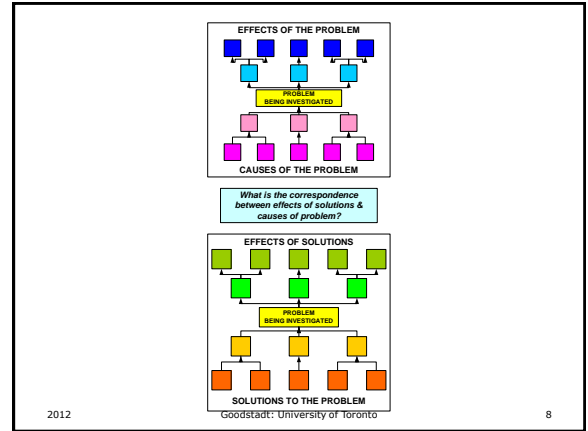 EFFECTS OF THE PROBLEM
PROBLEM
BEING INVESTIGATED
CAUSES OF THE PROBLEM
What is the correspondence
between effects of solutions &
causes of problem?
EFFECTS OF SOLUTIONS
PROBLEM
BEING INVESTIGATED
SOLUTIONS TO THE PROBLEM
2012 Goodstadt: University of Toronto 8